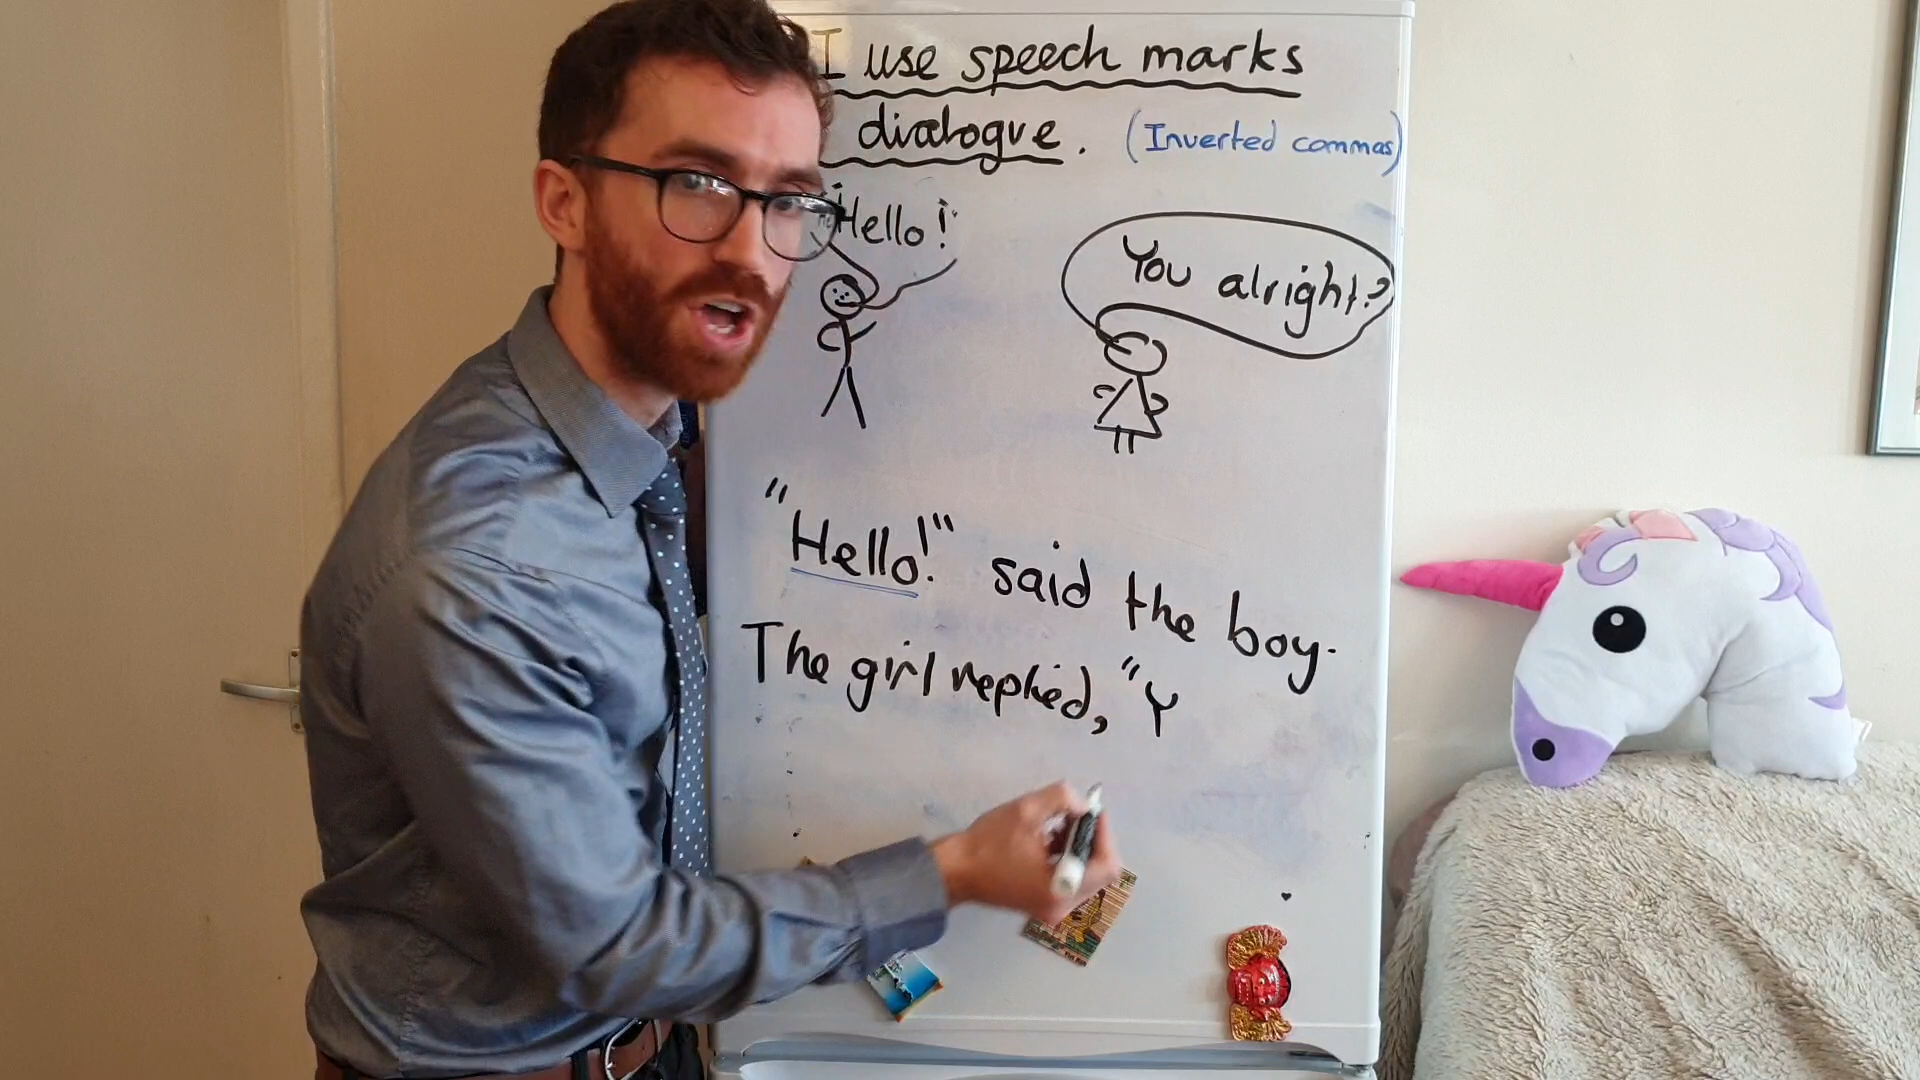 I use speech marks
dialogue. (Inverted commas)
"Hello!"
You alright?
"Hello!" said the boy.
The girl replied, "Y